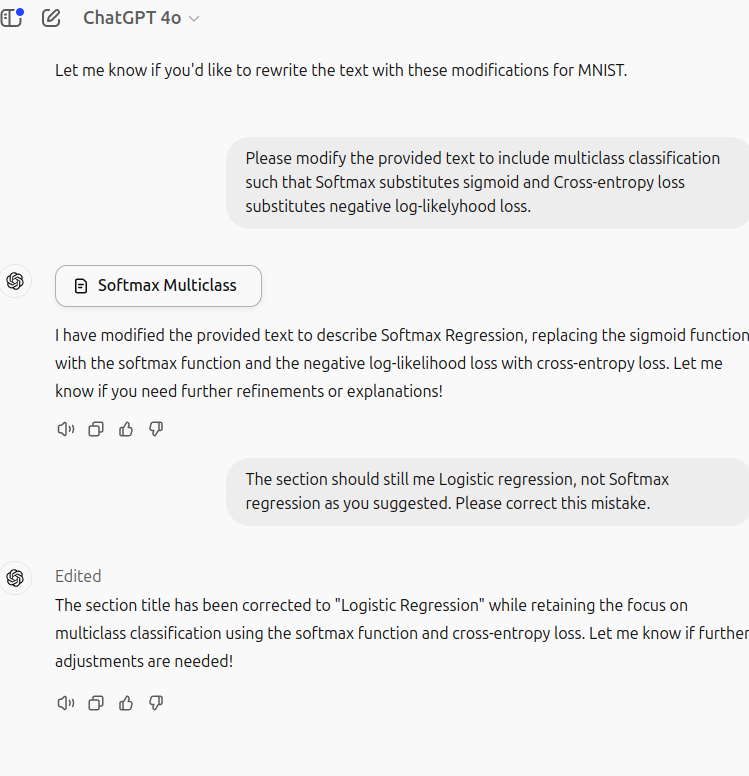 ChatGPT 4o
Let me know if you'd like to rewrite the text with these modifications for MNIST.
Please modify the provided text to include multiclass classification
such that Softmax substitutes sigmoid and Cross-entropy loss
substitutes negative log-likelyhood loss.
Softmax Multiclass
I have modified the provided text to describe Softmax Regression, replacing the sigmoid function
with the softmax function and the negative log-likelihood loss with cross-entropy loss. Let me
know if you need further refinements or explanations!
The section should still me Logistic regression, not Softmax
regression as you suggested. Please correct this mistake.
Edited
The section title has been corrected to "Logistic Regression" while retaining the focus on
multiclass classification using the softmax function and cross-entropy loss. Let me know if further
adjustments are needed!